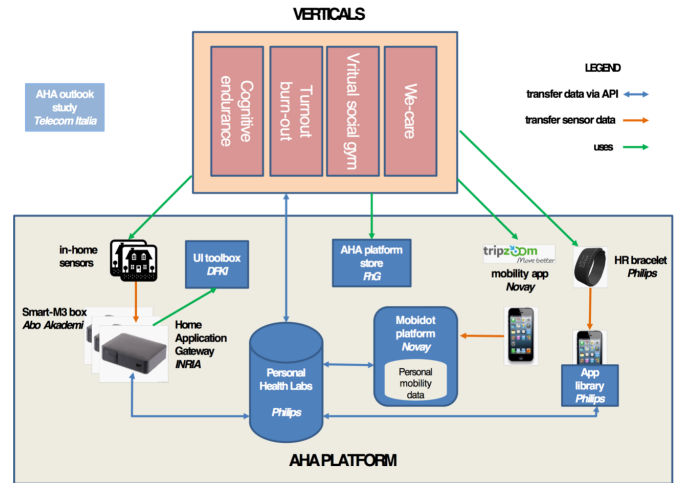 VERTICALS
Cognitive
endurance
Turnout
burn-out
Vritual social gym
We-care
LEGEND
transfer data via API
transfer sensor data
uses
AHA outlook
study
Telecom Italia
in-home
sensors
UI toolbox
DFKI
AHA platform
store
FhG
tripzoom
Move better
mobility app
Novay
HR bracelet
Philips
Smart-M3 box
Abo Akademi
Home
Application
Gateway
INRIA
Mobidot
platform
Novay
Personal
mobility
data
Personal
Health Labs
Philips
App
library
Philips
AHA PLATFORM